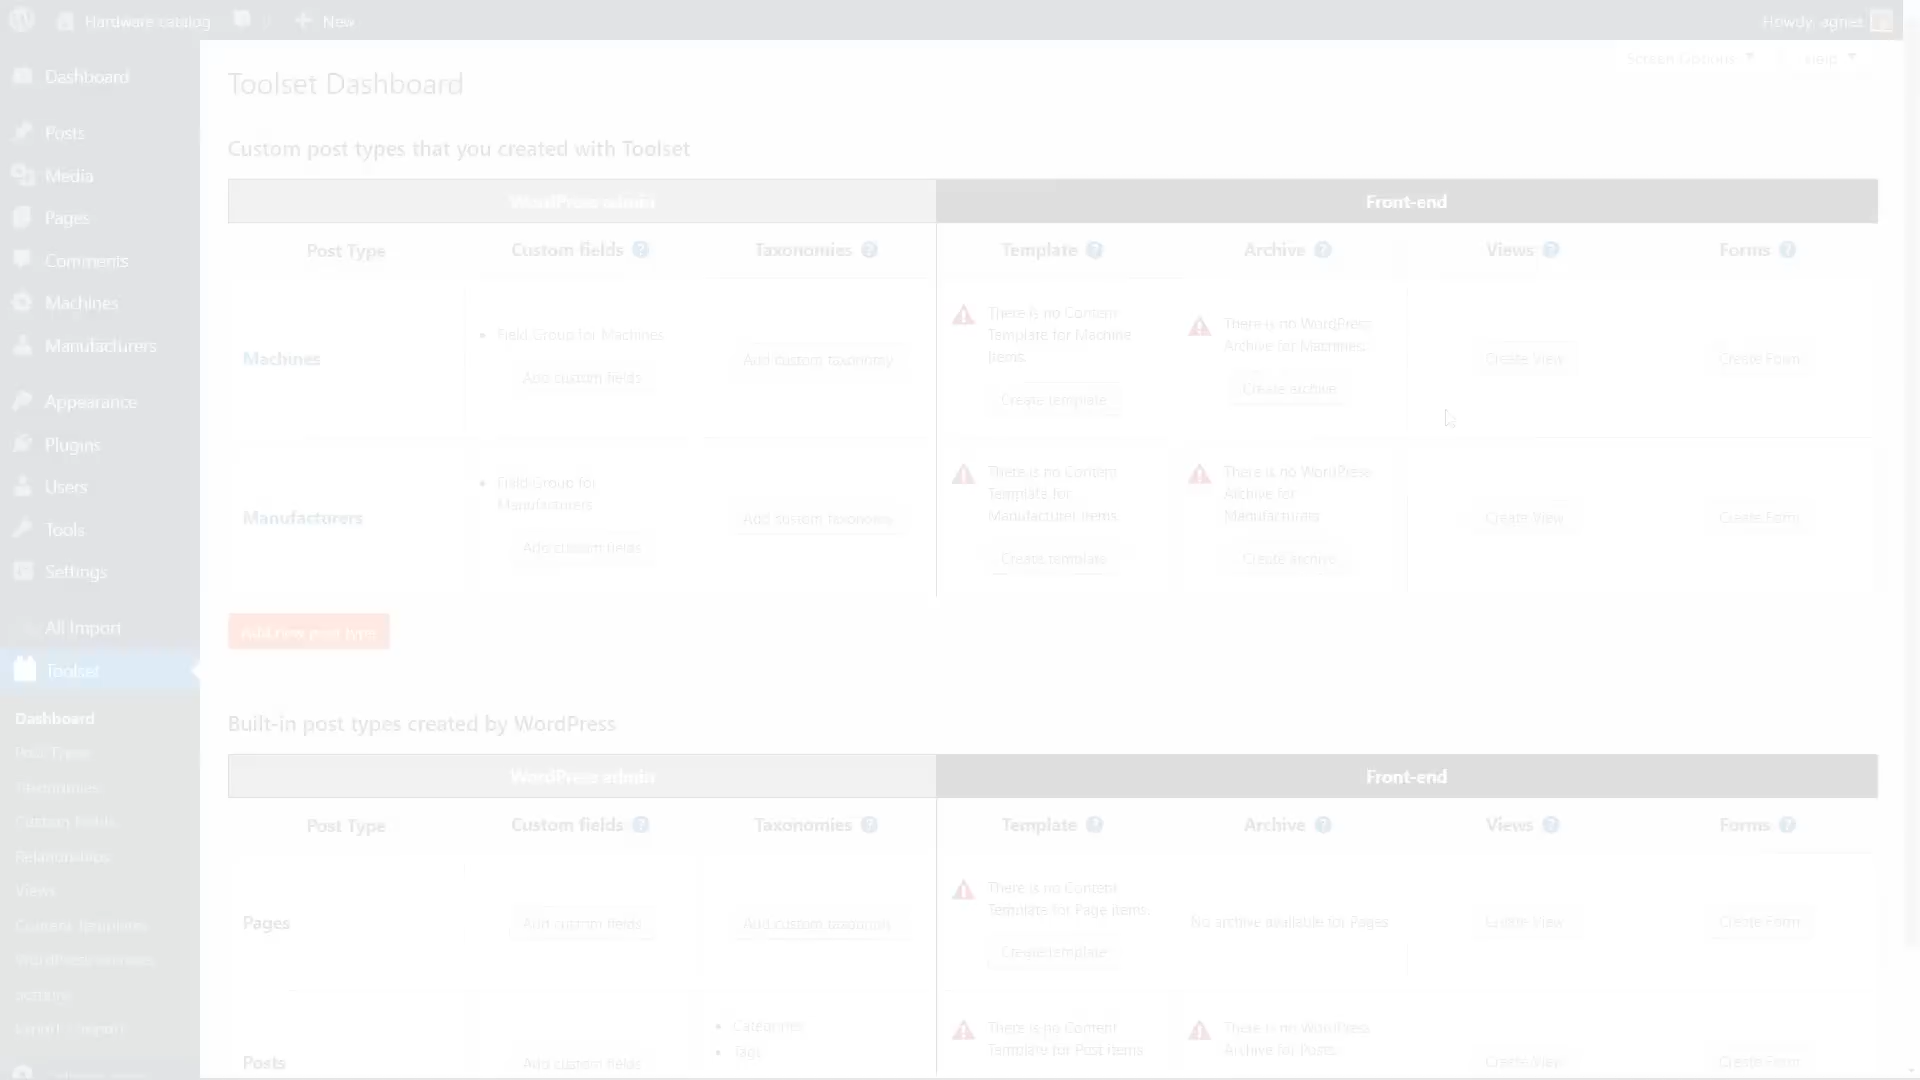 Hardware catalog
New
Howdy, agnes
Screen Options
Help
Dashboard
Posts
Media
Pages
Comments
Machines
Manufacturers
Appearance
Plugins
Users
Tools
Settings
All Import
Toolset
Dashboard
Post Types
Taxonomies
Custom fields
Relationships
Views
Content Templates
WordPress Archives
Export / Import
Toolset Dashboard
Custom post types that you created with Toolset
WordPress admin
Front-end
Post Type
Custom fields
Taxonomies
Template
Archive
Views
Forms
Machines
Field Group for Machines
Add custom fields
Add custom taxonomy
There is no Content
Template for Machine
items.
Create template
There is no WordPress
Archive for Machines.
Create archive
Create View
Create Form
Manufacturers
Field Group for
Manufacturers
Add custom fields
Add custom taxonomy
There is no Content
Template for
Manufacturer items.
Create template
There is no WordPress
Archive for
Manufacturers.
Create archive
Create View
Create Form
Add new post type
Built-in post types created by WordPress
WordPress admin
Front-end
Post Type
Custom fields
Taxonomies
Template
Archive
Views
Forms
Pages
Add custom fields
Add custom taxonomy
There is no Content
Template for Page items.
Create template
No archive available for Pages
Create View
Create Form
Posts
Add custom fields
Categories
Tags
There is no Content
Template for Post items.
There is no WordPress
Archive for Posts.
Create View
Create Form